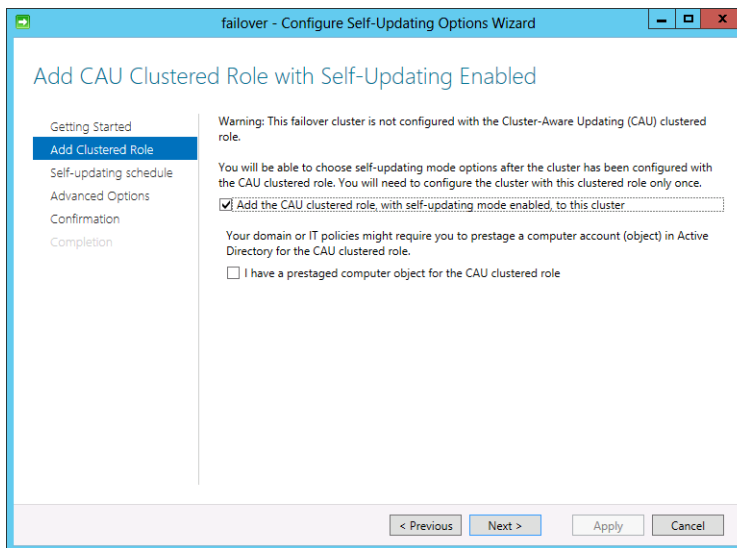 failover - Configure Self-Updating Options Wizard
Add CAU Clustered Role with Self-Updating Enabled
Getting Started
Add Clustered Role
Self-updating schedule
Advanced Options
Confirmation
Completion
Warning: This failover cluster is not configured with the Cluster-Aware Updating (CAU) clustered
role.
You will be able to choose self-updating mode options after the cluster has been configured with
the CAU clustered role. You will need to configure the cluster with this clustered role only once.
Add the CAU clustered role, with self-updating mode enabled, to this cluster
Your domain or IT policies might require you to prestage a computer account (object) in Active
Directory for the CAU clustered role.
I have a prestaged computer object for the CAU clustered role
< Previous
Next >
Apply
Cancel